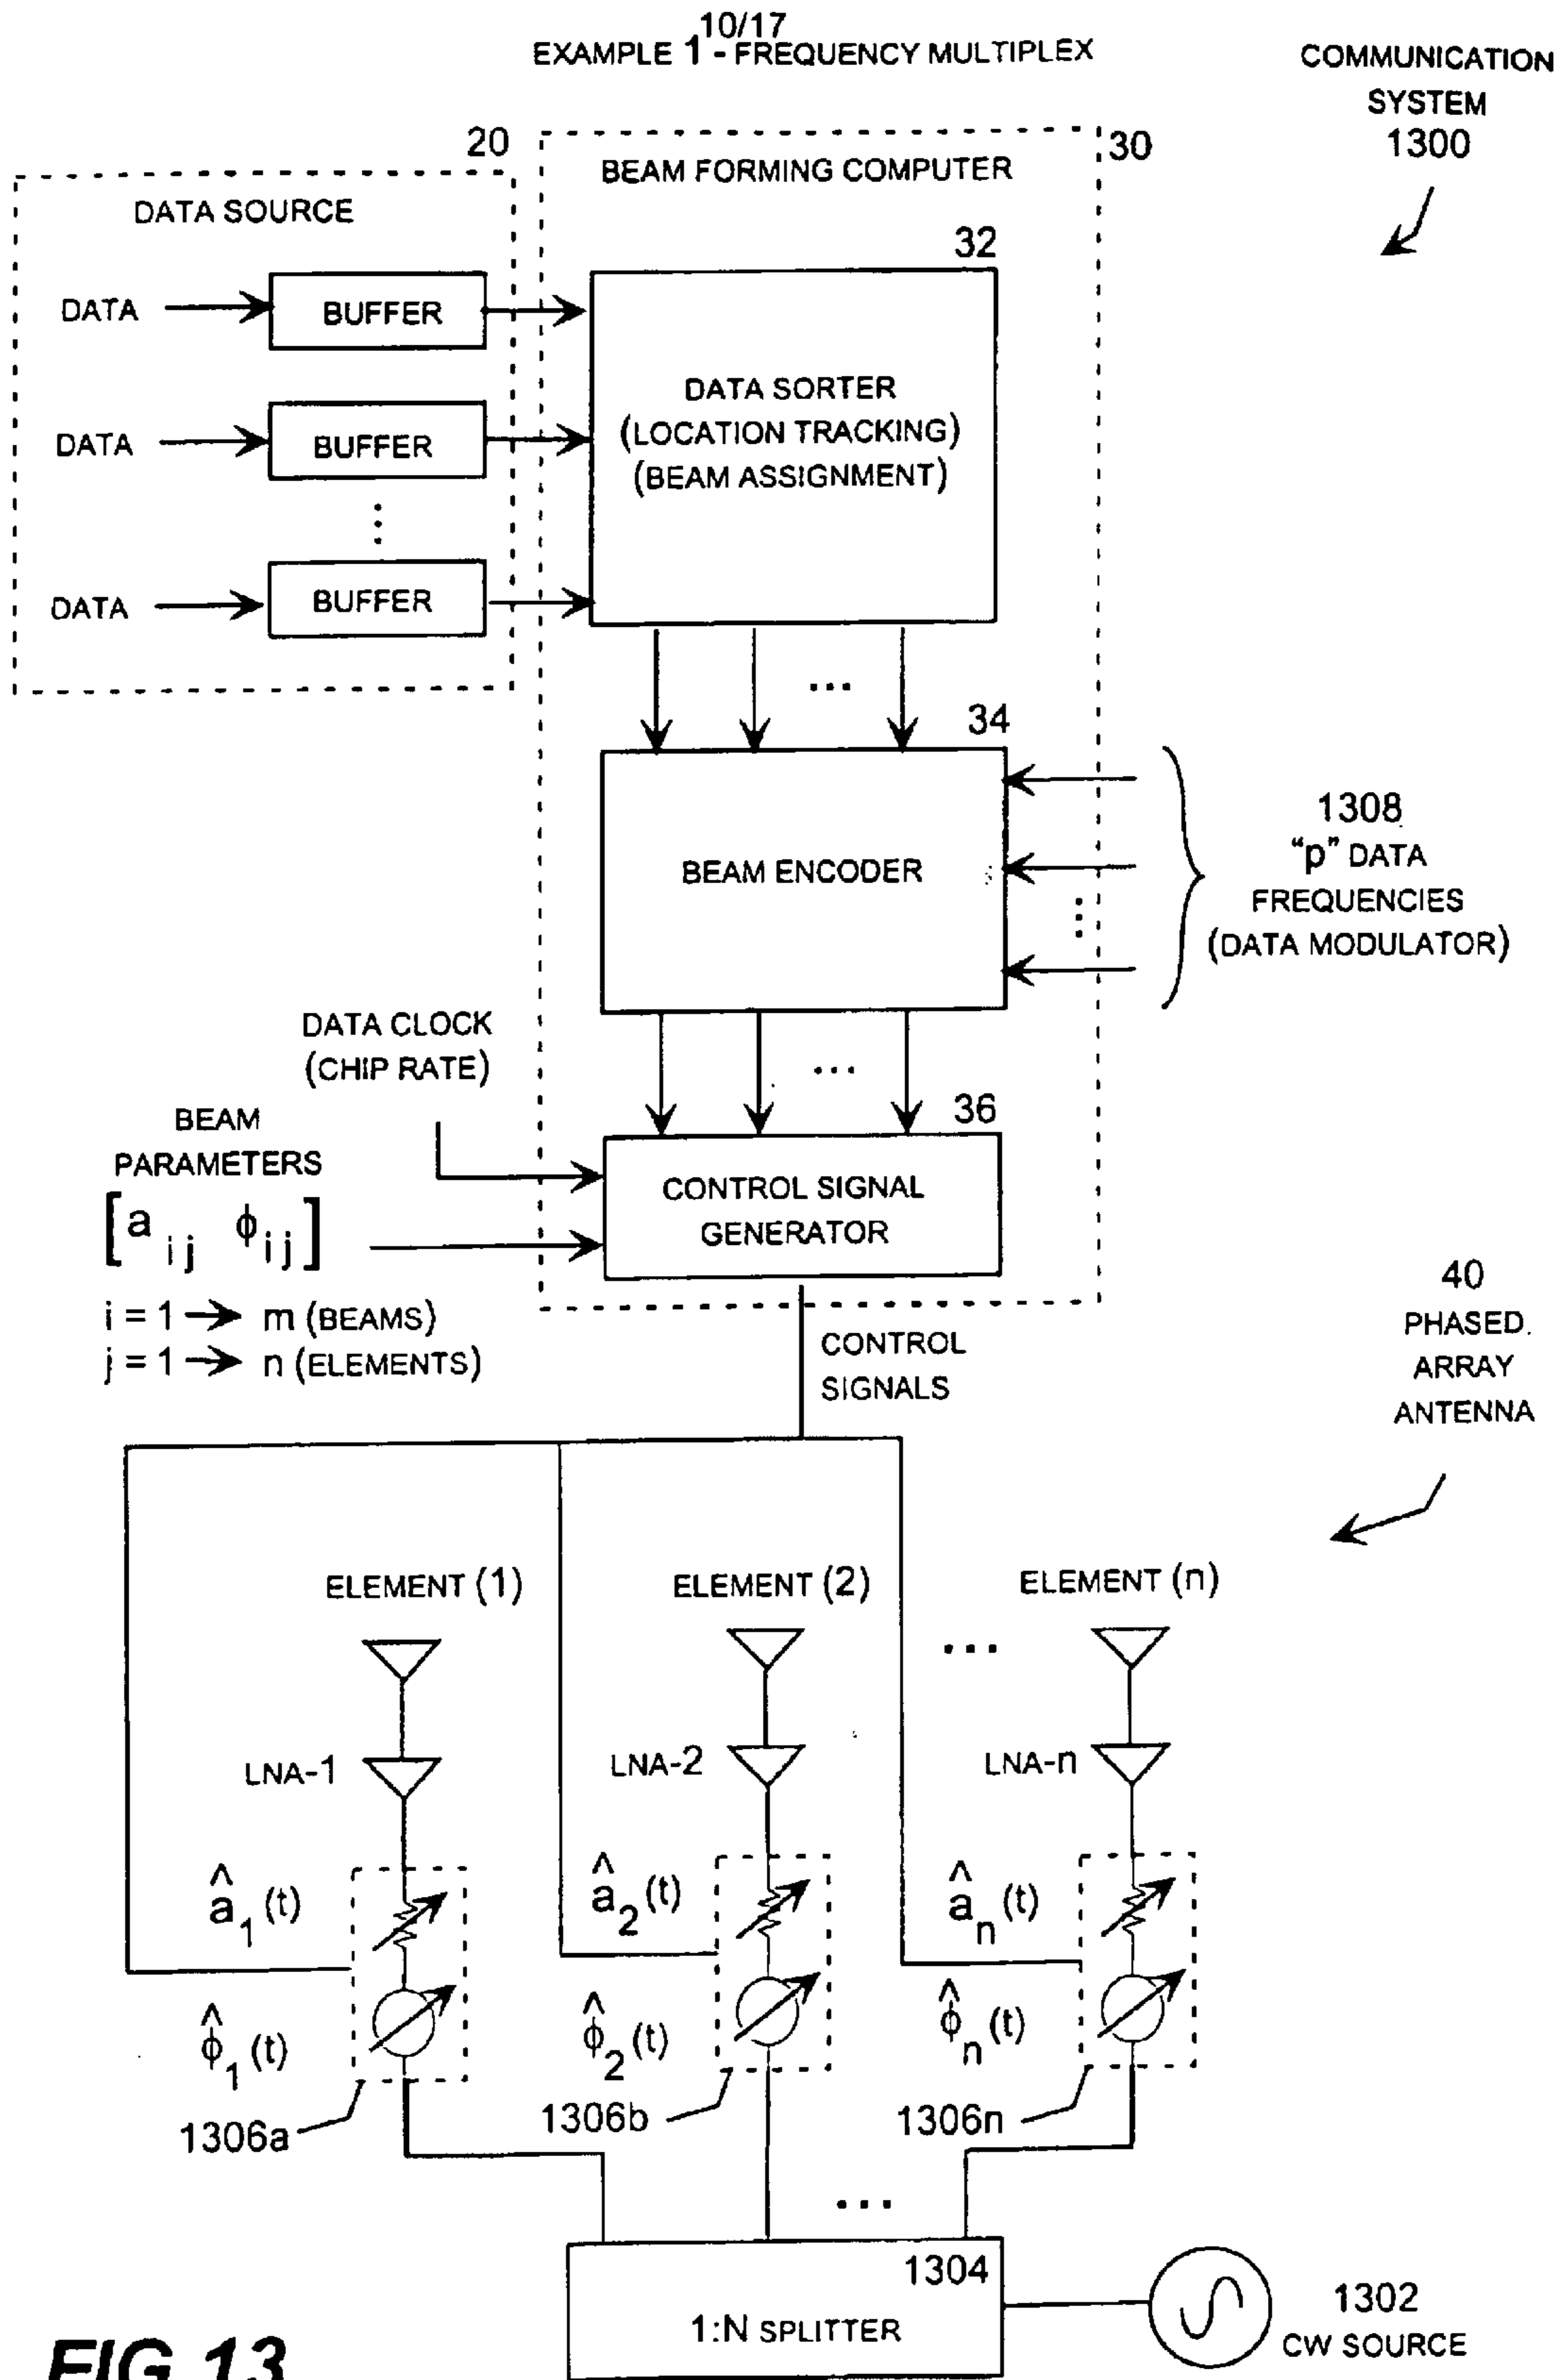 10/17
EXAMPLE 1 - FREQUENCY MULTIPLEX
COMMUNICATION
SYSTEM
1300
20
30
BEAM FORMING COMPUTER
DATA SOURCE
32
DATA
BUFFER
DATA
BUFFER
DATA
BUFFER
DATA SORTER
(LOCATION TRACKING)
(BEAM ASSIGNMENT)
...
34
BEAM ENCODER
1308
"p" DATA
FREQUENCIES
(DATA MODULATOR)
DATA CLOCK
(CHIP RATE)
...
36
BEAM
PARAMETERS
[a ij ϕ ij]
i = 1 → m (BEAMS)
j = 1 → n (ELEMENTS)
CONTROL SIGNAL
GENERATOR
CONTROL
SIGNALS
40
PHASED.
ARRAY
ANTENNA
ELEMENT (1)
ELEMENT (2)
ELEMENT (n)
...
LNA-1
LNA-2
LNA-n
â1(t)
â2(t)
ân(t)
ϕ̂1(t)
ϕ̂2(t)
ϕ̂n(t)
1306a
1306b
1306n
...
1304
1:N SPLITTER
1302
CW SOURCE
FIG 13